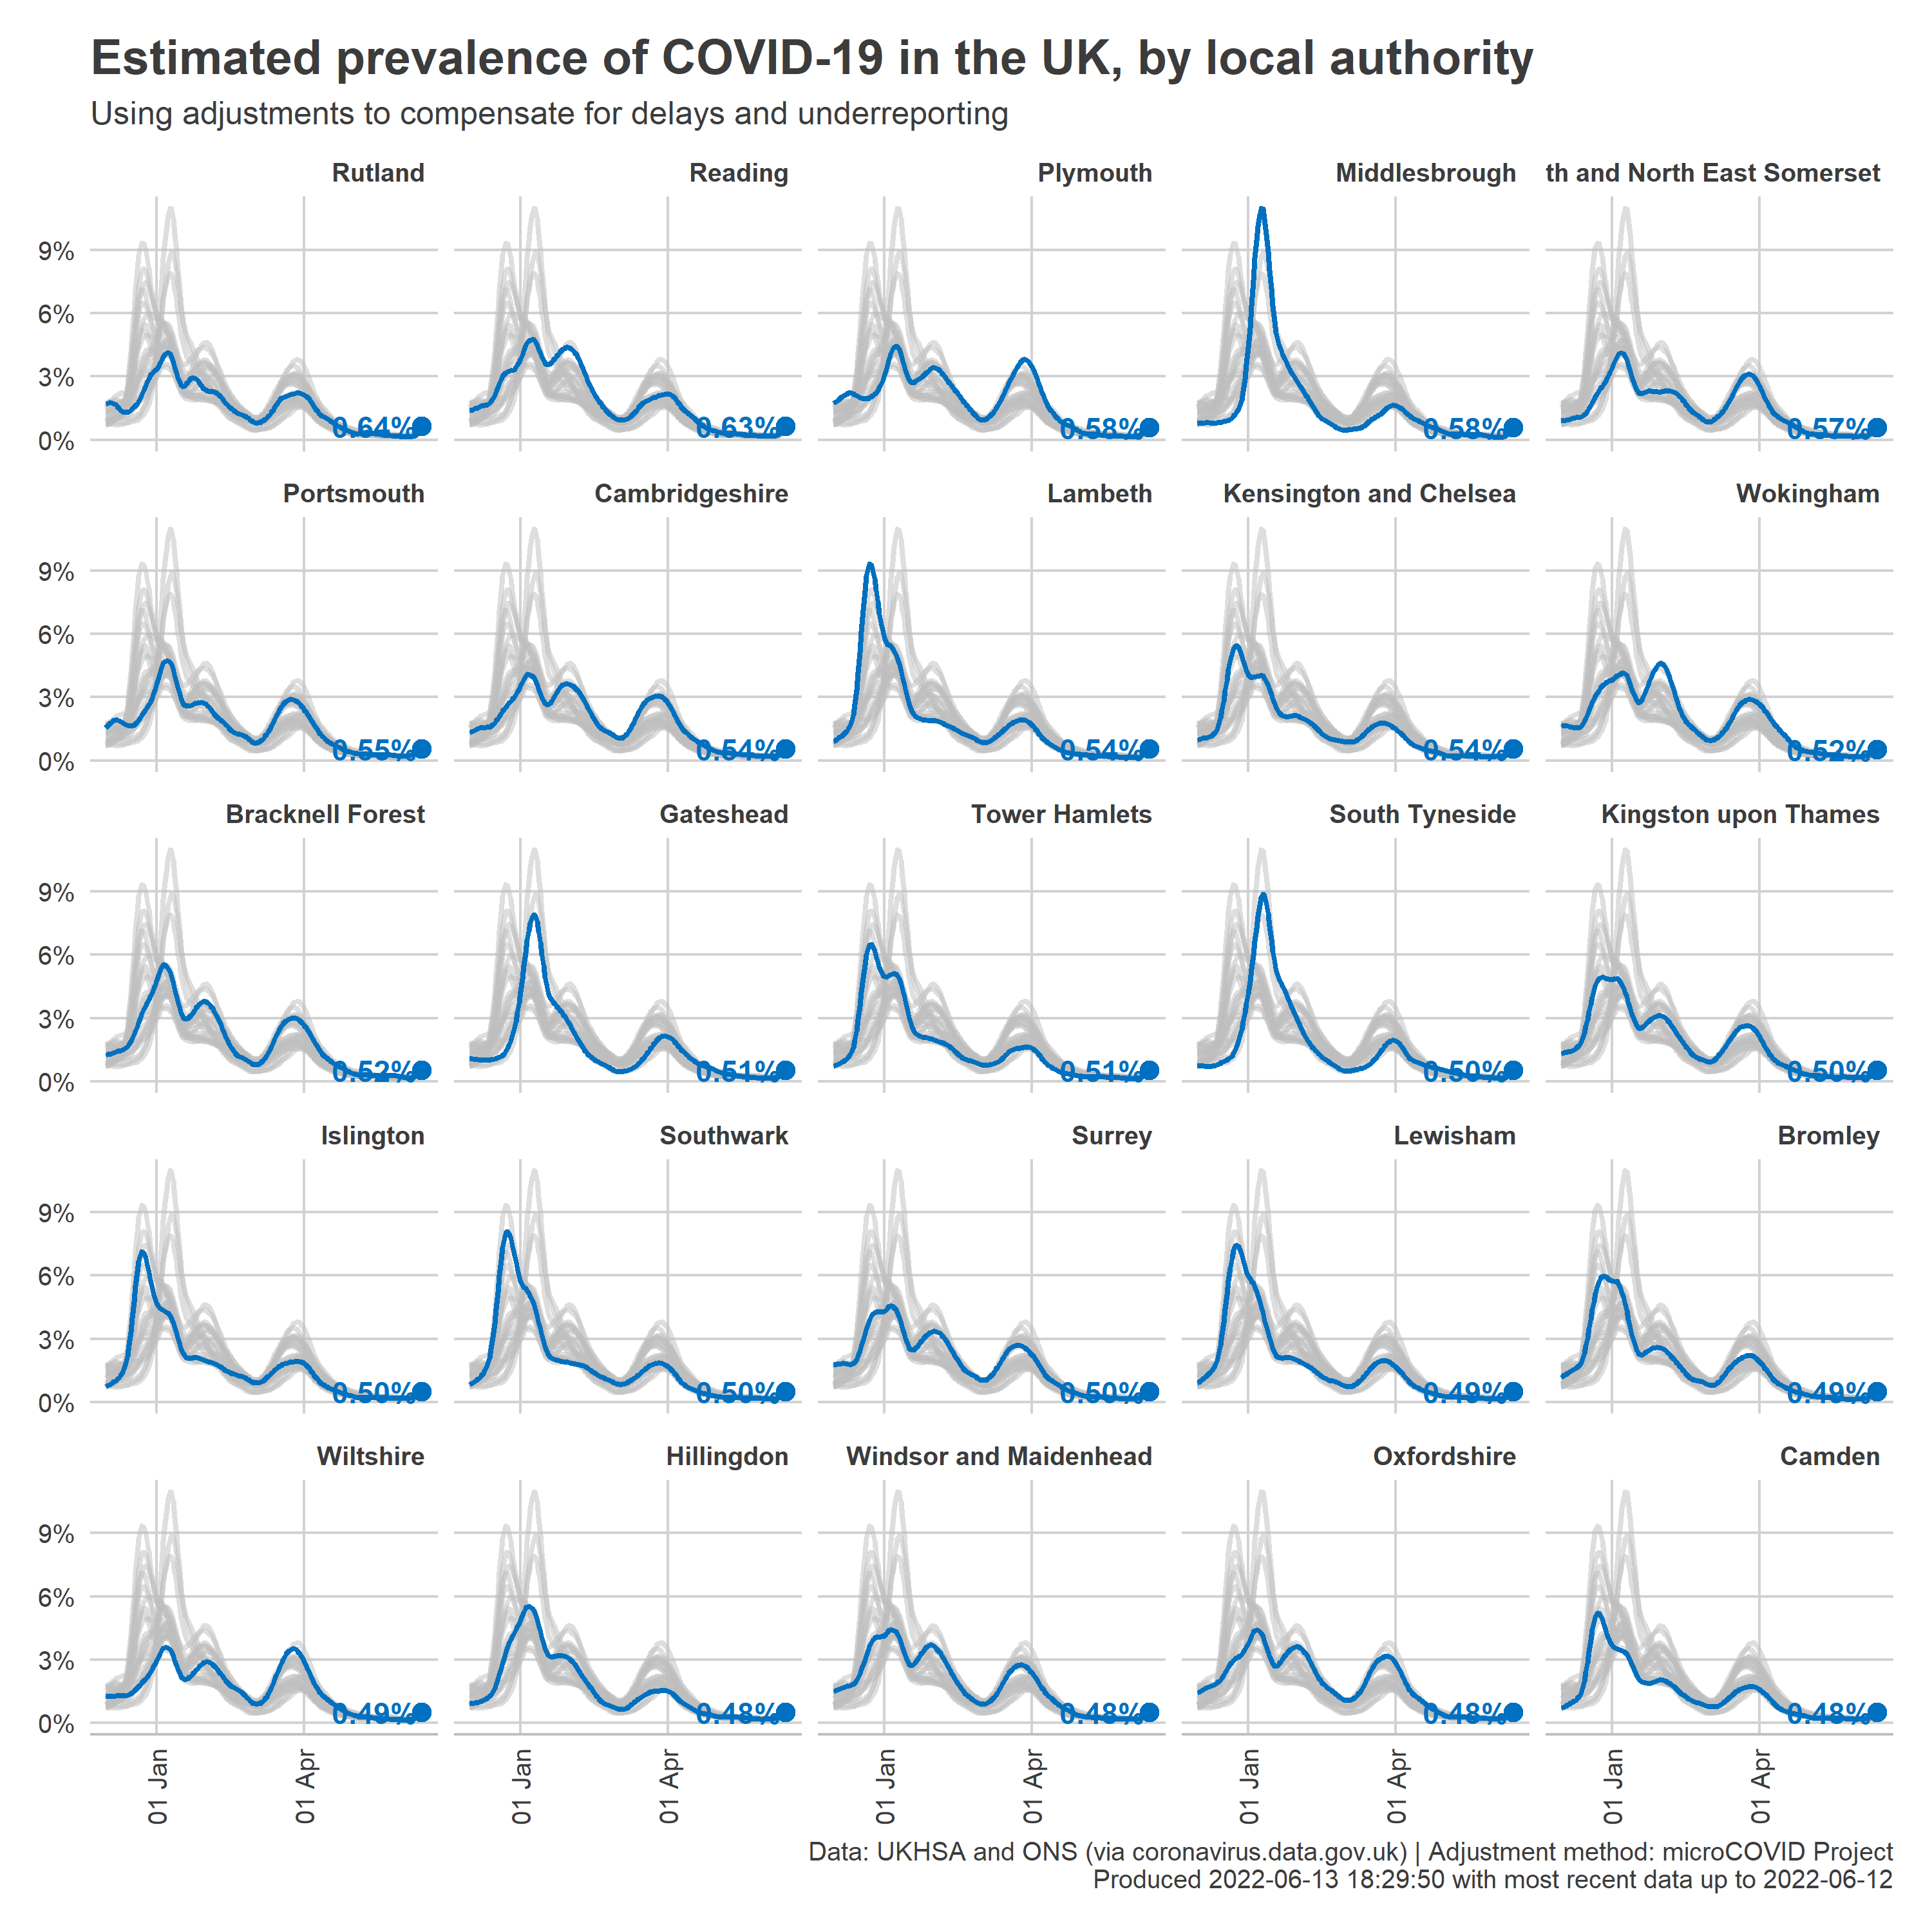 Estimated prevalence of COVID-19 in the UK, by local authority
Using adjustments to compensate for delays and underreporting
Rutland Reading Plymouth Middlesbrough th and North East Somerset
9%
6%
3%
0%
0.64% 0.63% 0.58% 0.58% 0.57%
Portsmouth Cambridgeshire Lambeth Kensington and Chelsea Wokingham
9%
6%
3%
0%
0.55% 0.54% 0.54% 0.54% 0.52%
Bracknell Forest Gateshead Tower Hamlets South Tyneside Kingston upon Thames
9%
6%
3%
0%
0.52% 0.51% 0.51% 0.50% 0.50%
Islington Southwark Surrey Lewisham Bromley
9%
6%
3%
0%
0.50% 0.50% 0.50% 0.49% 0.49%
Wiltshire Hillingdon Windsor and Maidenhead Oxfordshire Camden
9%
6%
3%
0%
0.49% 0.48% 0.48% 0.48% 0.48%
01 Jan 01 Apr 01 Jan 01 Apr 01 Jan 01 Apr 01 Jan 01 Apr 01 Jan 01 Apr
Data: UKHSA and ONS (via coronavirus.data.gov.uk) | Adjustment method: microCOVID Project
Produced 2022-06-13 18:29:50 with most recent data up to 2022-06-12